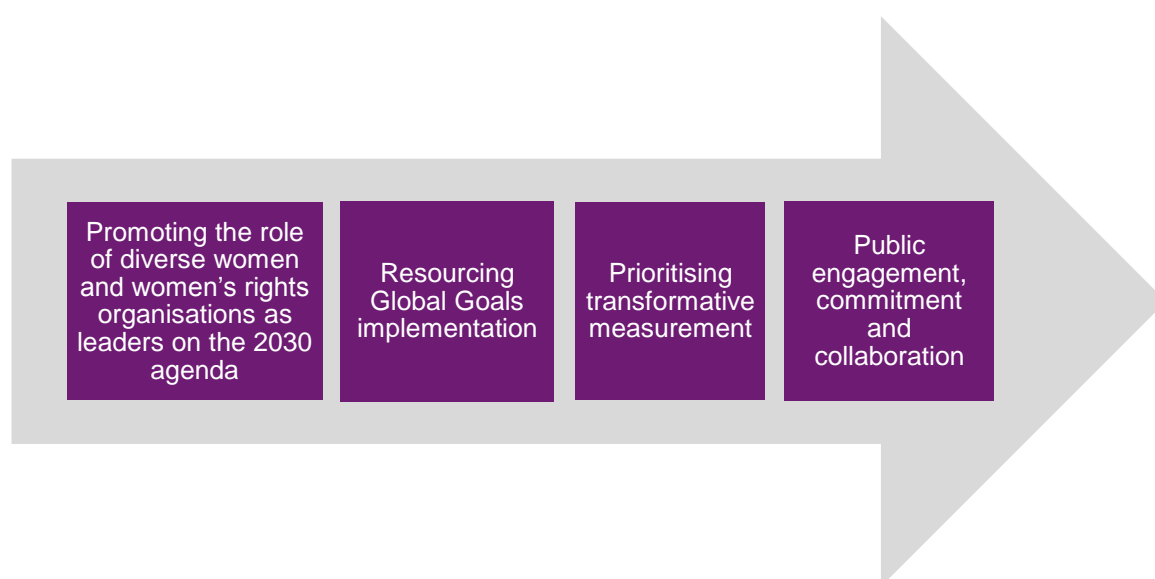 Promoting the role
of diverse women
and women’s rights
organisations as
leaders on the 2030
agenda
Resourcing
Global Goals
implementation
Prioritising
transformative
measurement
Public
engagement,
commitment
and
collaboration